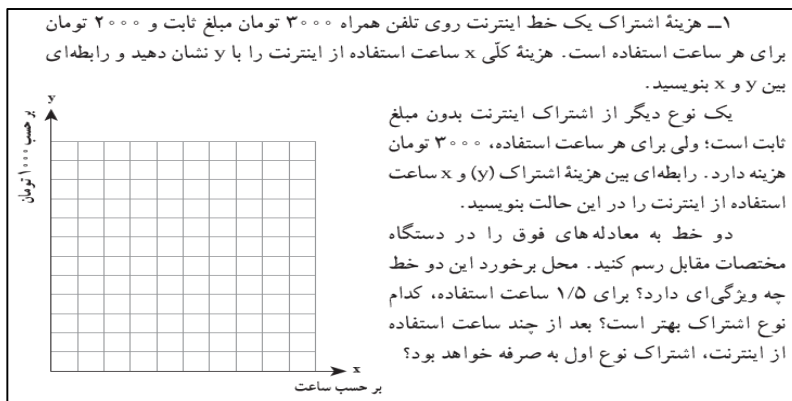 ۱ــ هزینهٔ اشتراک یک خط اینترنت روی تلفن همراه ۳۰۰۰ تومان مبلغ ثابت و ۲۰۰۰ تومان
برای هر ساعت استفاده است. هزینهٔ کلّی x ساعت استفاده از اینترنت را با y نشان دهید و رابطه‌ای
بین y و x بنویسید.
یک نوع دیگر از اشتراک اینترنت بدون مبلغ
ثابت است؛ ولی برای هر ساعت استفاده، ۳۰۰۰ تومان
هزینه دارد. رابطه‌ای بین هزینهٔ اشتراک (y) و x ساعت
استفاده از اینترنت را در این حالت بنویسید.
دو خط به معادله‌های فوق را در دستگاه
مختصات مقابل رسم کنید. محل برخورد این دو خط
چه ویژگی‌ای دارد؟ برای ۱/۵ ساعت استفاده، کدام
نوع اشتراک بهتر است؟ بعد از چند ساعت استفاده
از اینترنت، اشتراک نوع اول به صرفه خواهد بود؟
y
بر حسب ۱۰۰۰ تومان
x
بر حسب ساعت